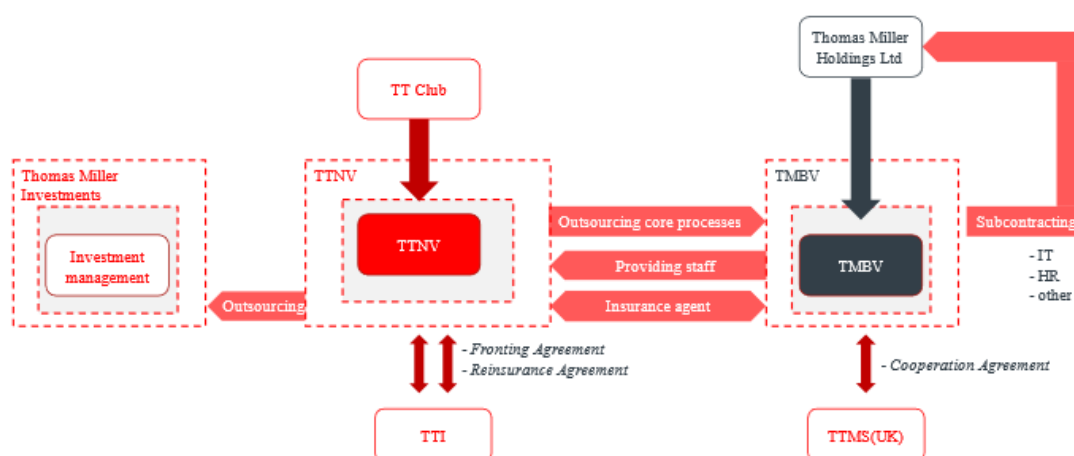 Thomas Miller
Holdings Ltd
TT Club
Thomas Miller
Investments
TTNV
TMBV
Outsourcing core processes
Subcontracting
TTNV
Investment
management
Providing staff
TMBV
- IT
- HR
- other
Outsourcing
Insurance agent
- Fronting Agreement
- Reinsurance Agreement
- Cooperation Agreement
TTI
TTMS(UK)